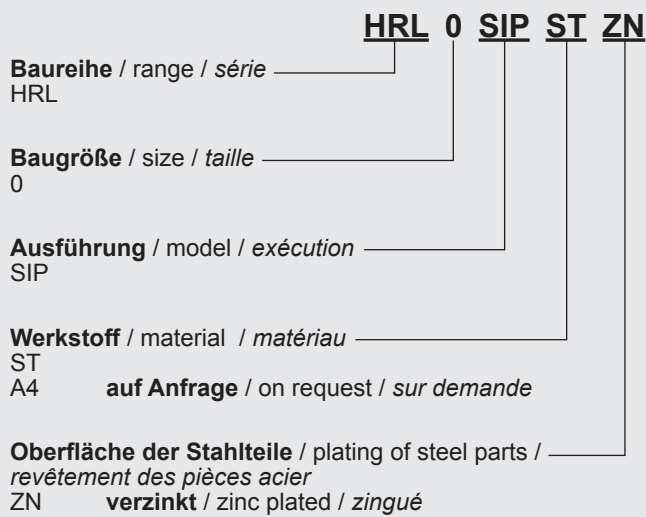 HRL 0 SIP ST ZN
Baureihe / range / série
HRL
Baugröße / size / taille
0
Ausführung / model / exécution
SIP
Werkstoff / material / matériau
ST
A4 auf Anfrage / on request / sur demande
Oberfläche der Stahlteile / plating of steel parts /
revêtement des pièces acier
ZN verzinkt / zinc plated / zingué